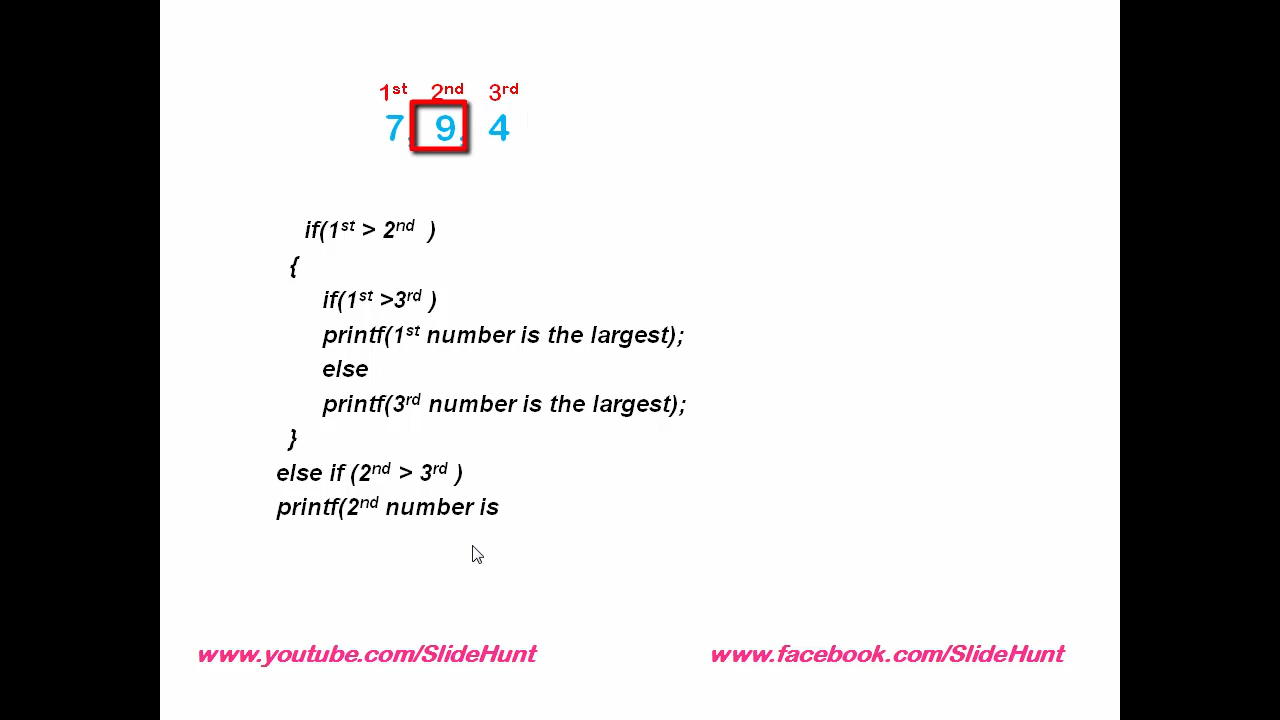 1st 2nd 3rd
7, 9, 4
if(1st > 2nd )
{
if(1st >3rd )
printf(1st number is the largest);
else
printf(3rd number is the largest);
}
else if (2nd > 3rd )
printf(2nd number is
www.youtube.com/SlideHunt www.facebook.com/SlideHunt